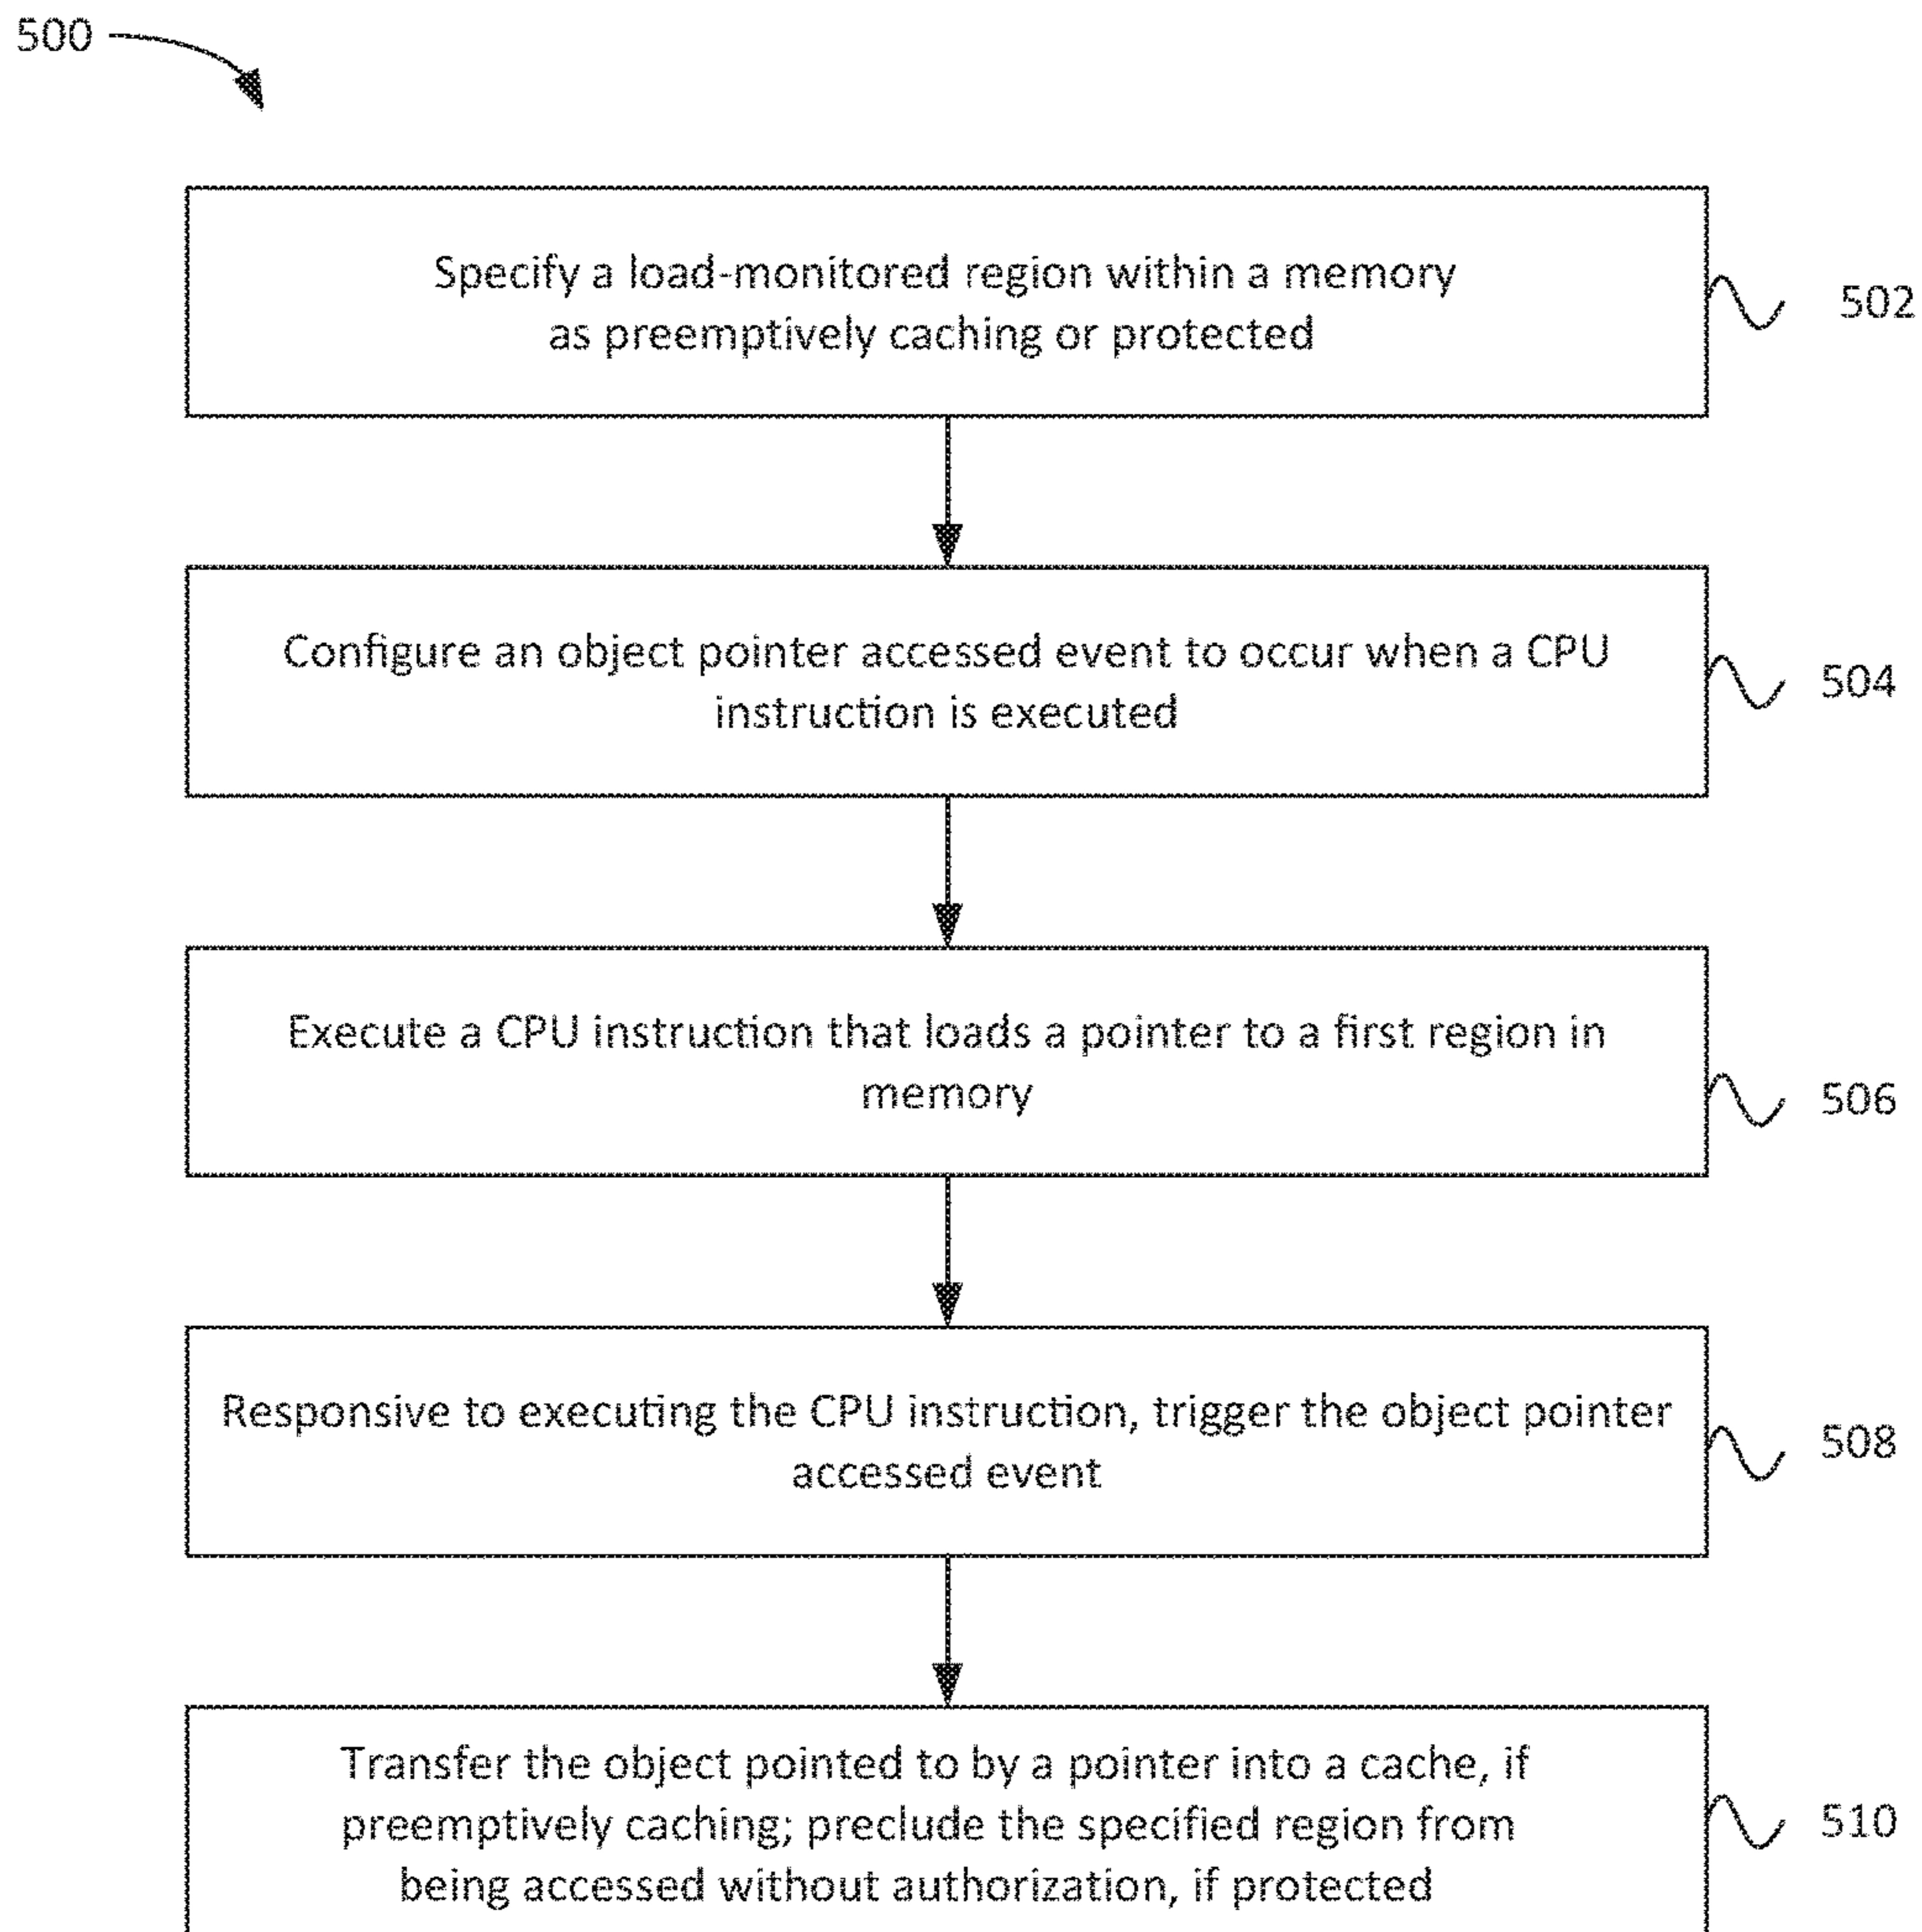 500
Specify a load-monitored region within a memory
as preemptively caching or protected
502
Configure an object pointer accessed event to occur when a CPU
instruction is executed
504
Execute a CPU instruction that loads a pointer to a first region in
memory
506
Responsive to executing the CPU instruction, trigger the object pointer
accessed event
508
Transfer the object pointed to by a pointer into a cache, if
preemptively caching; preclude the specified region from
being accessed without authorization, if protected
510